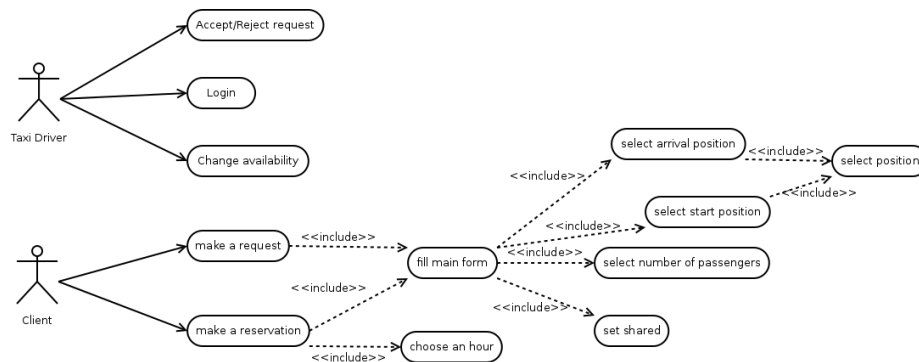 Accept/Reject request
Login
Taxi Driver
Change availability
select arrival position
<<include>>
select position
<<include>>
<<include>>
select start position
<<include>>
make a request
<<include>>
<<include>>
fill main form
select number of passengers
<<include>>
Client
<<include>>
make a reservation
set shared
choose an hour
<<include>>